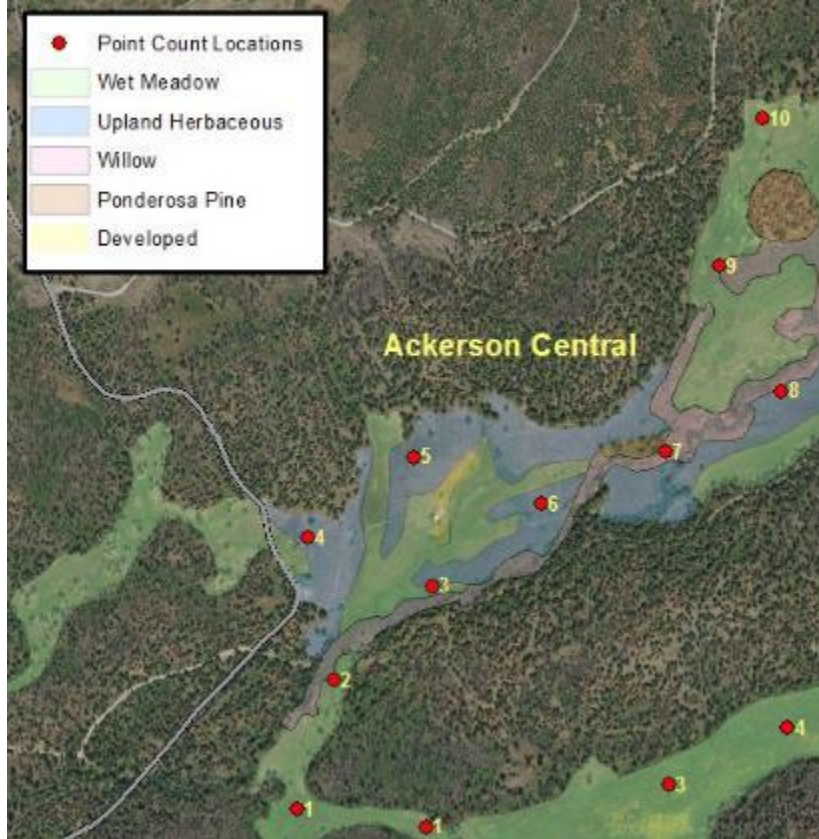 Point Count Locations
Wet Meadow
Upland Herbaceous
Willow
Ponderosa Pine
Developed
10
9
Ackerson Central
8
7
5
6
4
3
2
4
3
1
1